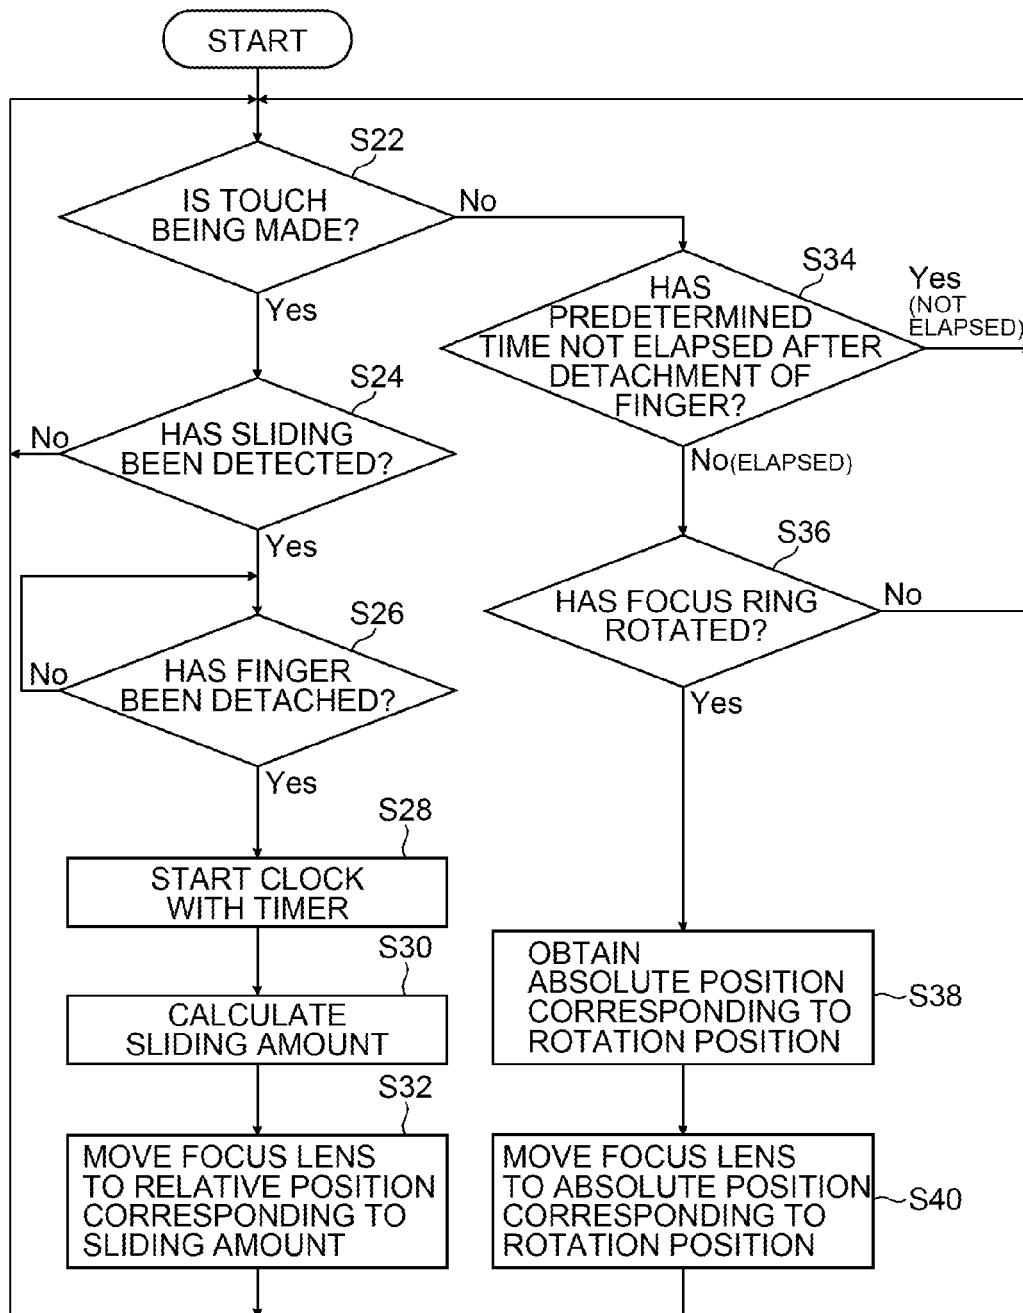 START
S22
IS TOUCH
BEING MADE?
No
Yes
S34
HAS
PREDETERMINED
TIME NOT ELAPSED AFTER
DETACHMENT OF
FINGER?
Yes
(NOT
ELAPSED)
No(ELAPSED)
S24
HAS SLIDING
BEEN DETECTED?
No
Yes
S36
HAS FOCUS RING
ROTATED?
No
Yes
S26
HAS FINGER
BEEN DETACHED?
No
Yes
S28
START CLOCK
WITH TIMER
S30
CALCULATE
SLIDING AMOUNT
S32
MOVE FOCUS LENS
TO RELATIVE POSITION
CORRESPONDING TO
SLIDING AMOUNT
OBTAIN
ABSOLUTE POSITION
CORRESPONDING TO
ROTATION POSITION
S38
MOVE FOCUS LENS
TO ABSOLUTE POSITION
CORRESPONDING TO
ROTATION POSITION
S40